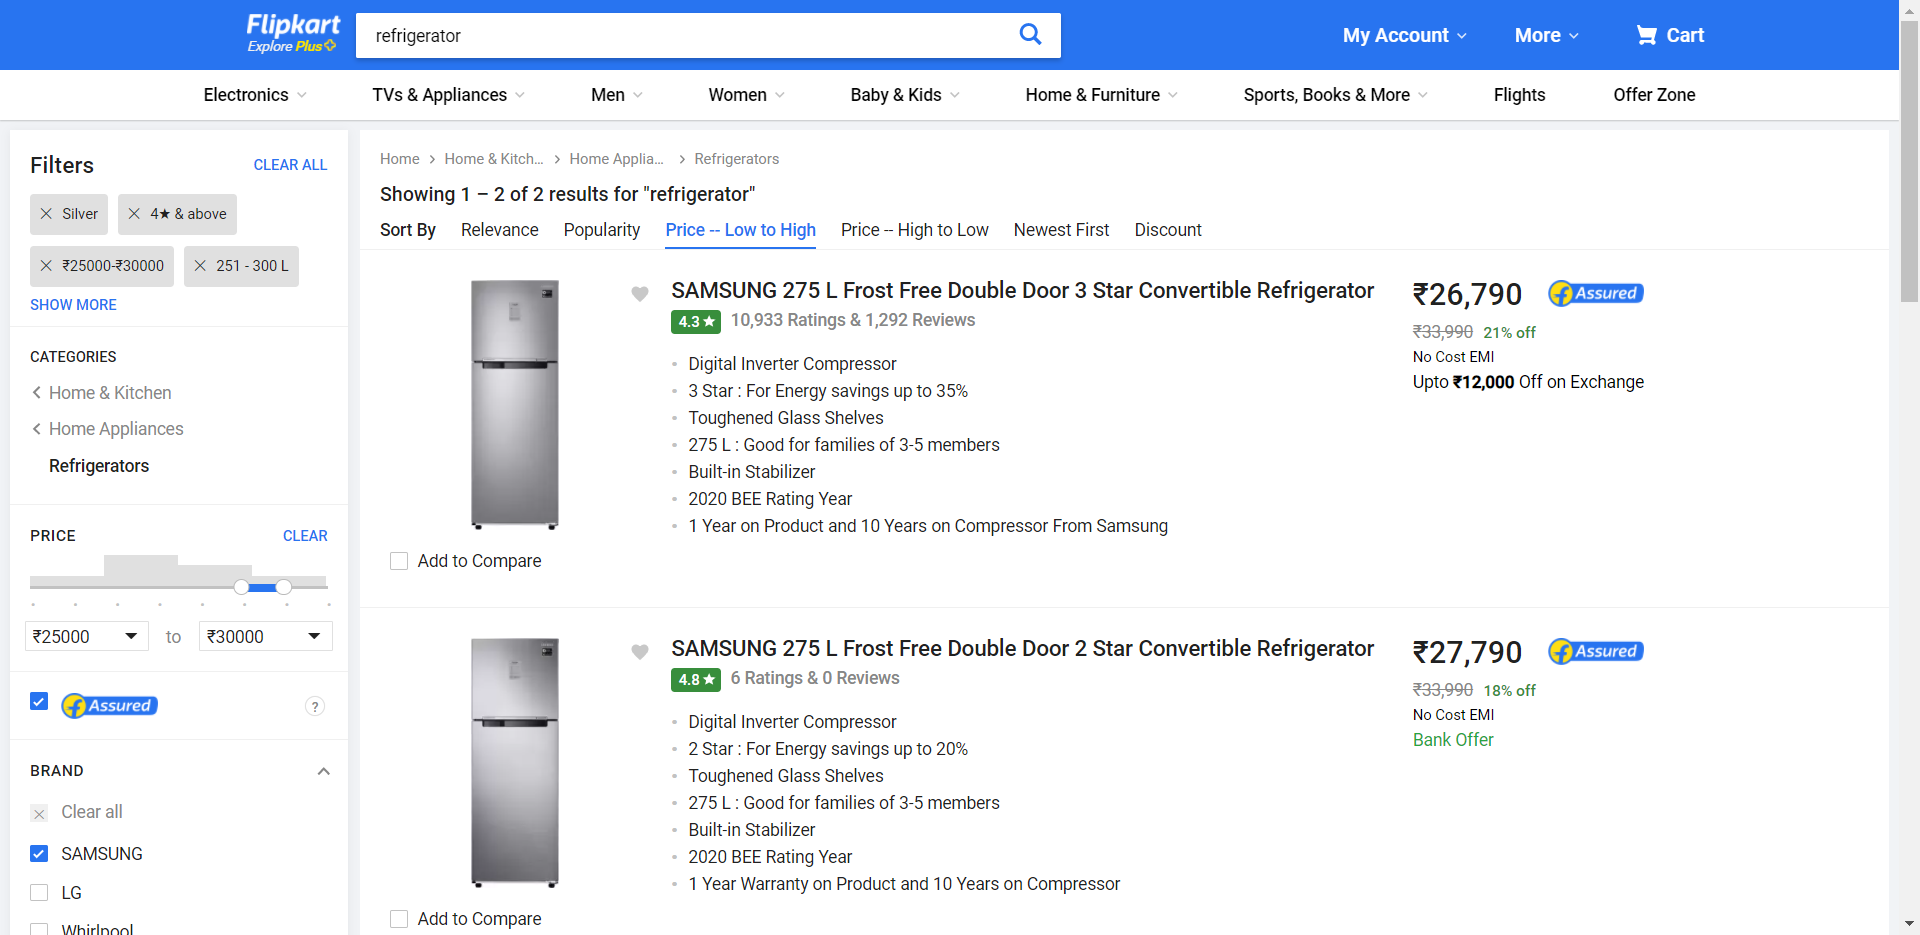 Flipkart
Explore Plus
refrigerator
My Account
More
Cart
Electronics
TVs & Appliances
Men
Women
Baby & Kids
Home & Furniture
Sports, Books & More
Flights
Offer Zone
Filters
CLEAR ALL
Silver
4★ & above
₹25000-₹30000
251 - 300 L
SHOW MORE
CATEGORIES
Home & Kitchen
Home Appliances
Refrigerators
PRICE
CLEAR
₹25000
to
₹30000
Assured
?
BRAND
Clear all
SAMSUNG
LG
Whirlpool
Home
Home & Kitch...
Home Applia...
Refrigerators
Showing 1 – 2 of 2 results for "refrigerator"
Sort By
Relevance
Popularity
Price -- Low to High
Price -- High to Low
Newest First
Discount
SAMSUNG 275 L Frost Free Double Door 3 Star Convertible Refrigerator
4.3★ 10,933 Ratings & 1,292 Reviews
Digital Inverter Compressor
3 Star : For Energy savings up to 35%
Toughened Glass Shelves
275 L : Good for families of 3-5 members
Built-in Stabilizer
2020 BEE Rating Year
1 Year on Product and 10 Years on Compressor From Samsung
Add to Compare
₹26,790
Assured
₹33,990 21% off
No Cost EMI
Upto ₹12,000 Off on Exchange
SAMSUNG 275 L Frost Free Double Door 2 Star Convertible Refrigerator
4.8★ 6 Ratings & 0 Reviews
Digital Inverter Compressor
2 Star : For Energy savings up to 20%
Toughened Glass Shelves
275 L : Good for families of 3-5 members
Built-in Stabilizer
2020 BEE Rating Year
1 Year Warranty on Product and 10 Years on Compressor
Add to Compare
₹27,790
Assured
₹33,990 18% off
No Cost EMI
Bank Offer